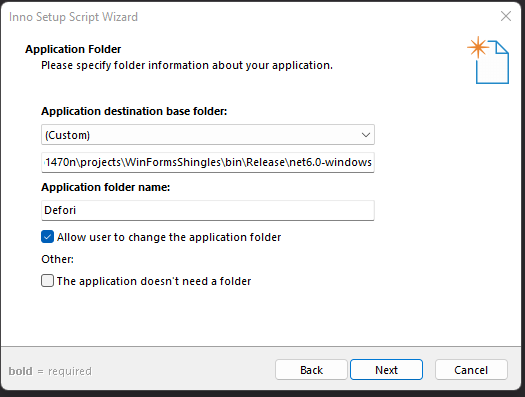 Inno Setup Script Wizard
Application Folder
Please specify folder information about your application.
Application destination base folder:
(Custom)
1470n\projects\WinFormsShingles\bin\Release\net6.0-windows
Application folder name:
Defori
Allow user to change the application folder
Other:
The application doesn't need a folder
bold = required
Back
Next
Cancel